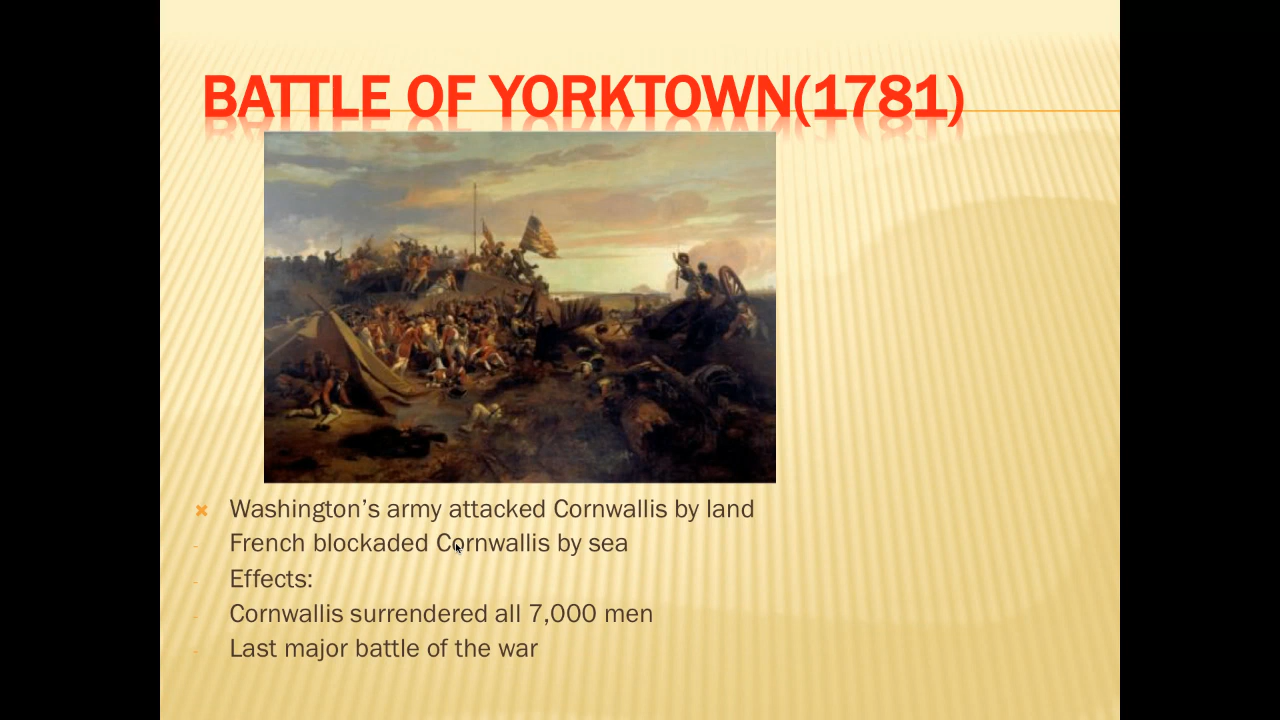 BATTLE OF YORKTOWN(1781)
Washington’s army attacked Cornwallis by land
- French blockaded Cornwallis by sea
- Effects:
- Cornwallis surrendered all 7,000 men
- Last major battle of the war